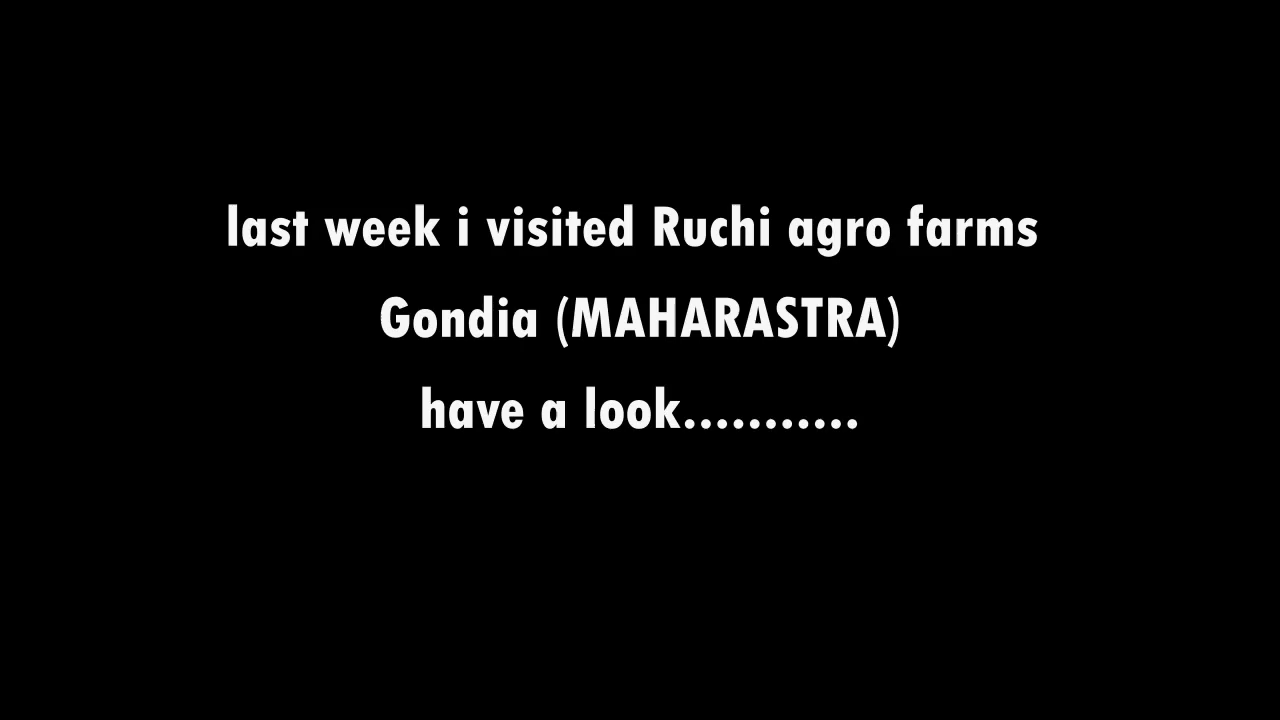 last week i visited Ruchi agro farms
Gondia (MAHARASTRA)
have a look...........